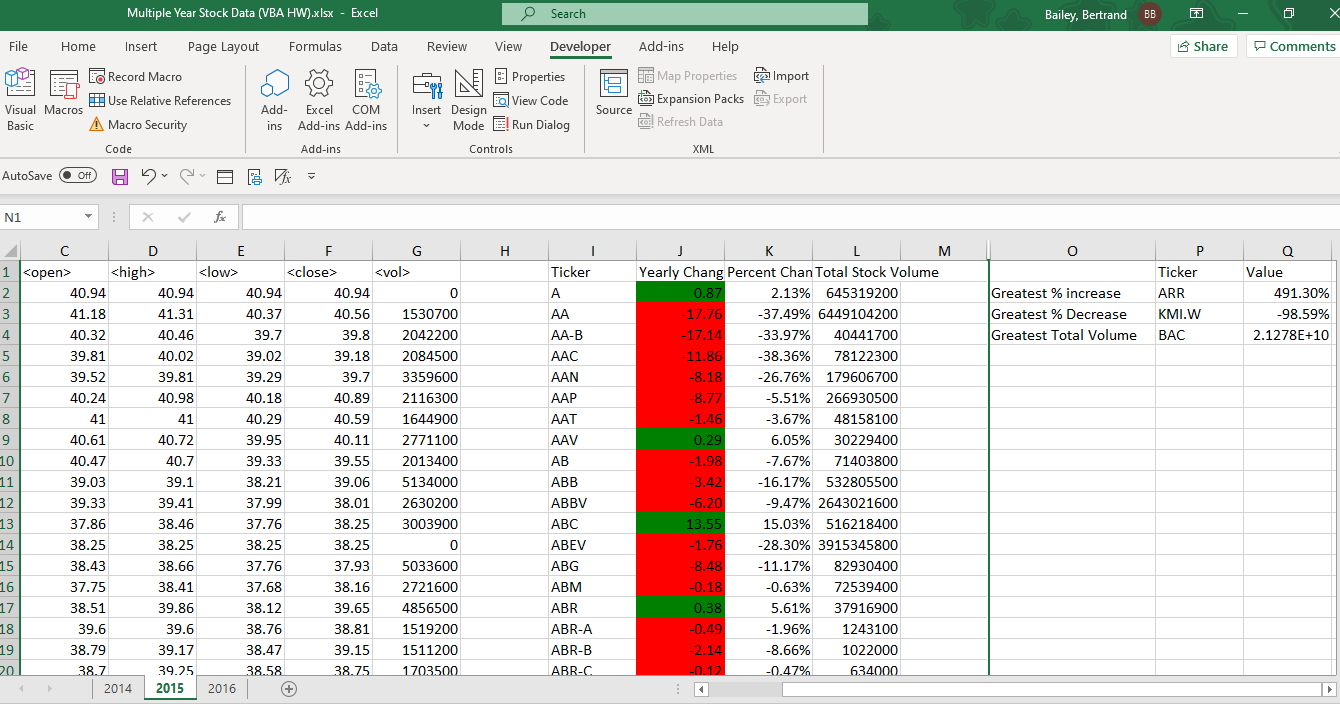 Multiple Year Stock Data (VBA HW).xlsx - Excel
Search
Bailey, Bertrand BB
File Home Insert Page Layout Formulas Data Review View Developer Add-ins Help Share Comments
Visual Basic
Macros
Record Macro
Use Relative References
Macro Security
Code
Add-ins
Excel Add-ins
COM Add-ins
Add-ins
Insert
Design Mode
Properties
View Code
Run Dialog
Controls
Source
Map Properties
Expansion Packs
Refresh Data
Import
Export
XML
AutoSave Off
N1 fx
C D E F G H I J K L M O P Q
1 <open> <high> <low> <close> <vol> Ticker Yearly Chang Percent Chan Total Stock Volume Ticker Value
2 40.94 40.94 40.94 40.94 0 A 0.87 2.13% 645319200 Greatest % increase ARR 491.30%
3 41.18 41.31 40.37 40.56 1530700 AA -17.76 -37.49% 6449104200 Greatest % Decrease KMI.W -98.59%
4 40.32 40.46 39.7 39.8 2042200 AA-B -17.14 -33.97% 40441700 Greatest Total Volume BAC 2.1278E+10
5 39.81 40.02 39.02 39.18 2084500 AAC -11.86 -38.36% 78122300
6 39.52 39.81 39.29 39.7 3359600 AAN -8.18 -26.76% 179606700
7 40.24 40.98 40.18 40.89 2116300 AAP -8.77 -5.51% 266930500
8 41 41 40.29 40.59 1644900 AAT -1.46 -3.67% 48158100
9 40.61 40.72 39.95 40.11 2771100 AAV 0.29 6.05% 30229400
10 40.47 40.7 39.33 39.55 2013400 AB -1.98 -7.67% 71403800
11 39.03 39.1 38.21 39.06 5134000 ABB -3.42 -16.17% 532805500
12 39.33 39.41 37.99 38.01 2630200 ABBV -6.20 -9.47% 2643021600
13 37.86 38.46 37.76 38.25 3003900 ABC 13.55 15.03% 516218400
14 38.25 38.25 38.25 38.25 0 ABEV -1.76 -28.30% 3915345800
15 38.43 38.66 37.76 37.93 5033600 ABG -8.48 -11.17% 82930400
16 37.75 38.41 37.68 38.16 2721600 ABM -0.18 -0.63% 72539400
17 38.51 39.86 38.12 39.65 4856500 ABR 0.38 5.61% 37916900
18 39.6 39.6 38.76 38.81 1519200 ABR-A -0.49 -1.96% 1243100
19 38.79 39.17 38.47 39.15 1511200 ABR-B -2.14 -8.66% 1022000
20 38.7 39.25 38.58 38.75 1703500 ABR-C -0.12 -0.47% 634000
2014 2015 2016